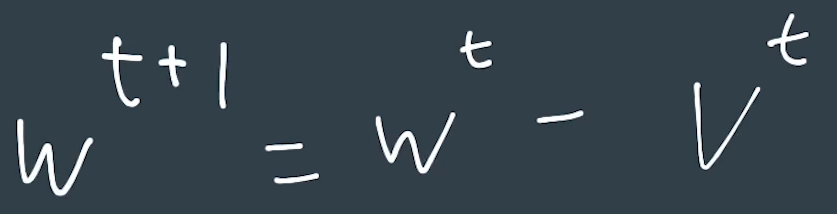 w^{t+1} = w^t - v^t